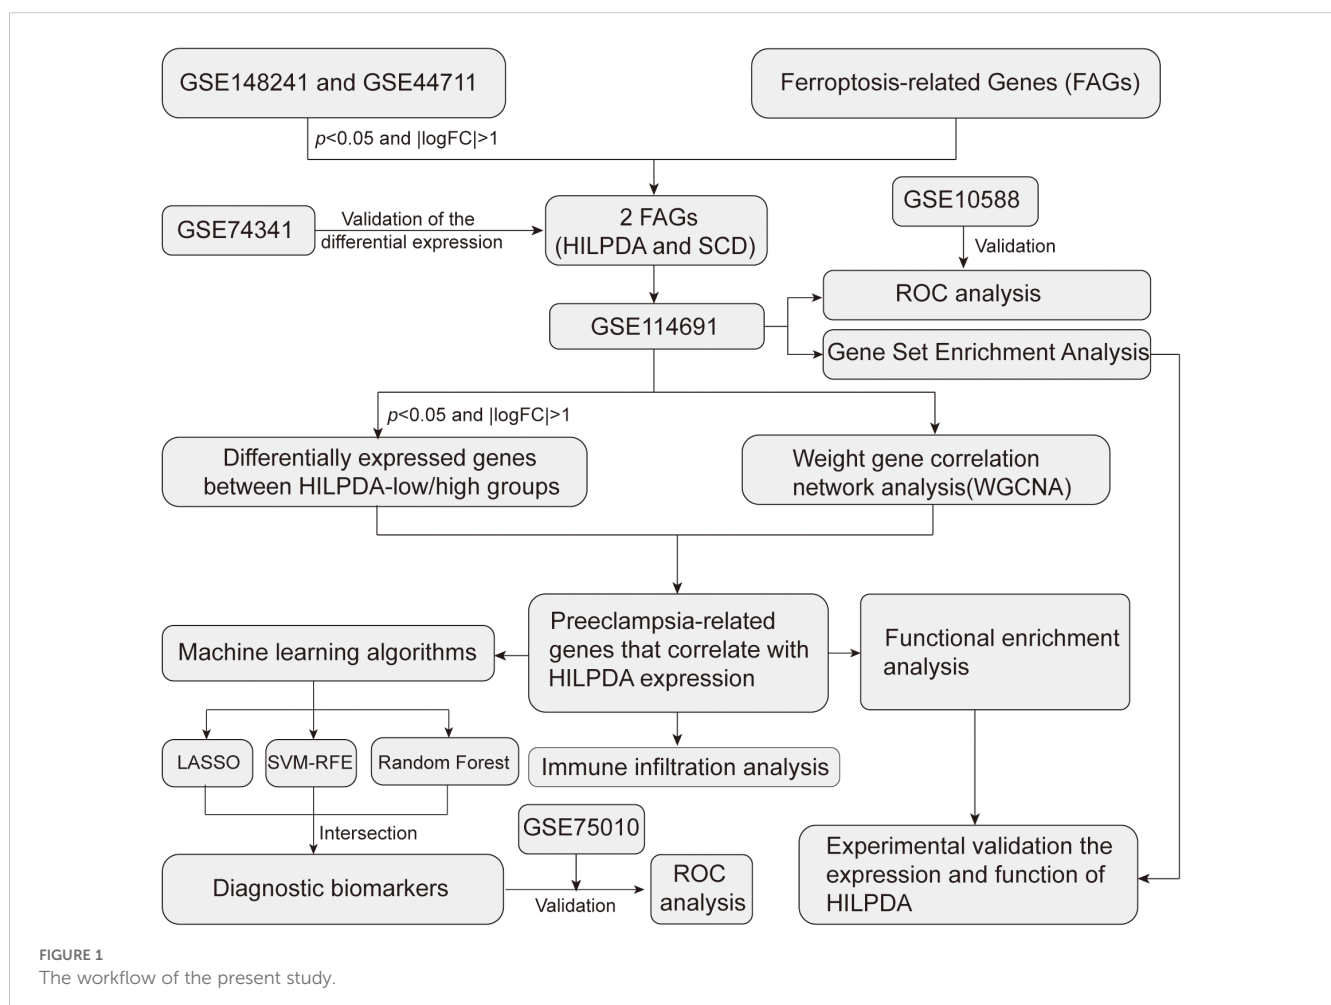 GSE148241 and GSE44711
Ferroptosis-related Genes (FAGs)
p<0.05 and |logFC|>1
GSE10588
GSE74341
Validation of the
differential expression
2 FAGs
(HILPDA and SCD)
Validation
ROC analysis
GSE114691
Gene Set Enrichment Analysis
p<0.05 and |logFC|>1
Differentially expressed genes
between HILPDA-low/high groups
Weight gene correlation
network analysis(WGCNA)
Preeclampsia-related
genes that correlate with
HILPDA expression
Machine learning algorithms
Functional enrichment
analysis
LASSO
SVM-RFE
Random Forest
Immune infiltration analysis
Intersection
GSE75010
Diagnostic biomarkers
Validation
ROC
analysis
Experimental validation the
expression and function of
HILPDA
FIGURE 1
The workflow of the present study.